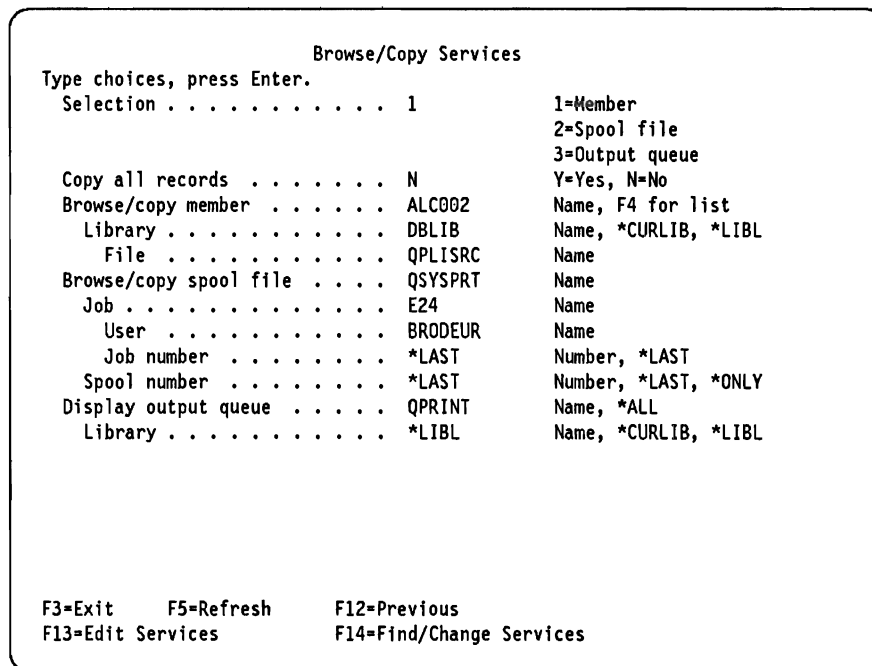 Browse/Copy Services
Type choices, press Enter.
Selection . . . . . . . . . . . 1 1=Member
2=Spool file
3=Output queue
Copy all records . . . . . . . N Y=Yes, N=No
Browse/copy member . . . . . . ALC002 Name, F4 for list
Library . . . . . . . . . . . DBLIB Name, *CURLIB, *LIBL
File . . . . . . . . . . . QPLISRC Name
Browse/copy spool file . . . . QSYSPRT Name
Job . . . . . . . . . . . . . E24 Name
User . . . . . . . . . . . . BRODEUR Name
Job number . . . . . . . . *LAST Number, *LAST
Spool number . . . . . . . . *LAST Number, *LAST, *ONLY
Display output queue . . . . . QPRINT Name, *ALL
Library . . . . . . . . . . . *LIBL Name, *CURLIB, *LIBL
F3=Exit F5=Refresh F12=Previous
F13=Edit Services F14=Find/Change Services